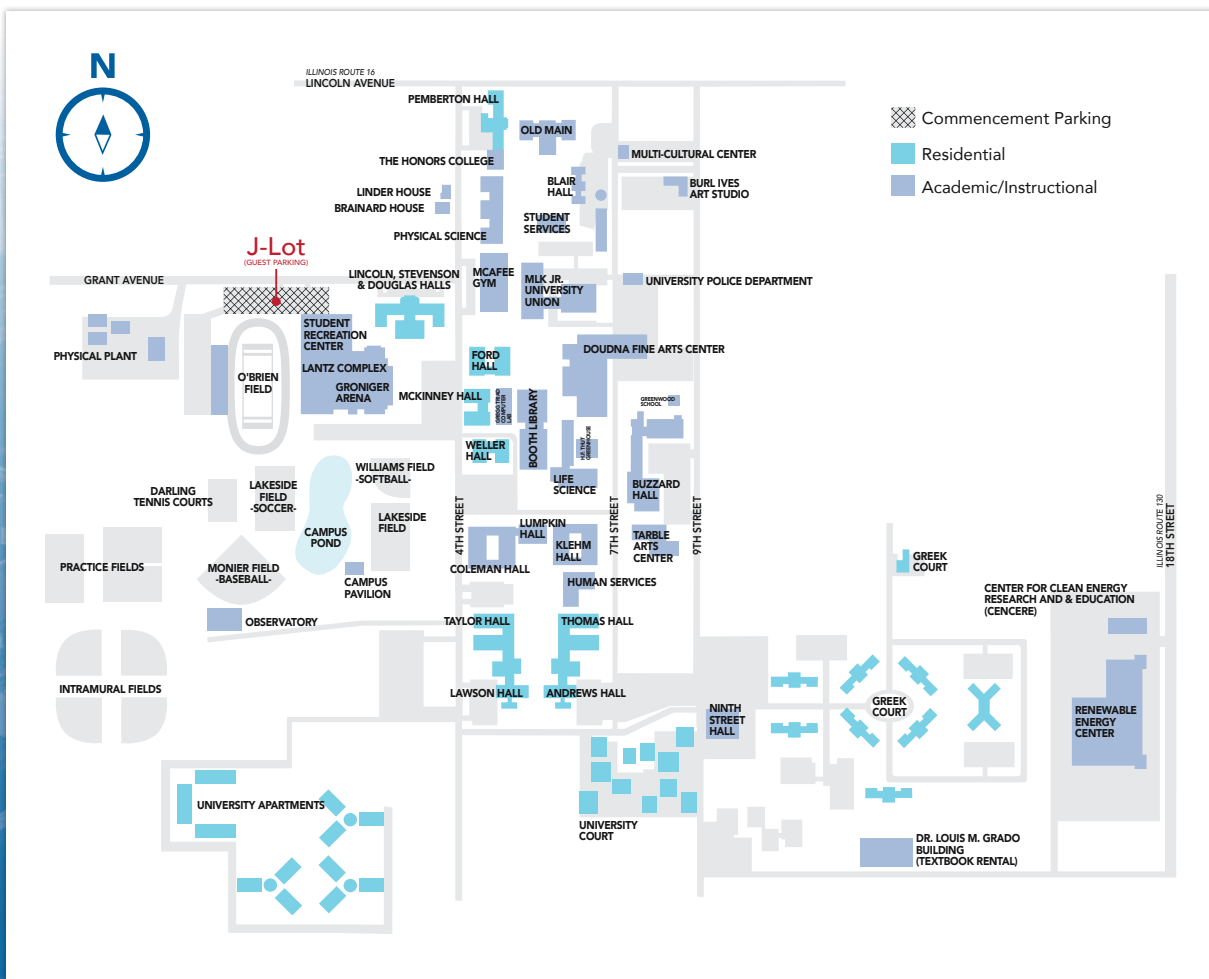 N
ILLINOIS ROUTE 16
LINCOLN AVENUE
PEMBERTON HALL
OLD MAIN
Commencement Parking
Residential
Academic/Instructional
THE HONORS COLLEGE
MULTI-CULTURAL CENTER
LINDER HOUSE
BRAINARD HOUSE
BLAIR
HALL
BURL IVES
ART STUDIO
PHYSICAL SCIENCE
STUDENT
SERVICES
J-Lot
(GUEST PARKING)
GRANT AVENUE
LINCOLN, STEVENSON
& DOUGLAS HALLS
MCAFEE
GYM
MLK JR.
UNIVERSITY
UNION
UNIVERSITY POLICE DEPARTMENT
PHYSICAL PLANT
STUDENT
RECREATION
CENTER
LANTZ COMPLEX
GRONIGER
ARENA
O'BRIEN
FIELD
FORD
HALL
DOUDNA FINE ARTS CENTER
MCKINNEY HALL
GREGG TRIAD
COMPUTER
LAB
BOOTH LIBRARY
GREENWOOD
SCHOOL
H.F. THUT
GREENHOUSE
WELLER
HALL
LIFE
SCIENCE
BUZZARD
HALL
WILLIAMS FIELD
-SOFTBALL-
DARLING
TENNIS COURTS
LAKESIDE
FIELD
-SOCCER-
CAMPUS
POND
LAKESIDE
FIELD
4TH STREET
7TH STREET
9TH STREET
ILLINOIS ROUTE 130
18TH STREET
LUMPKIN
HALL
KLEHM
HALL
TARBLE
ARTS
CENTER
COLEMAN HALL
HUMAN SERVICES
PRACTICE FIELDS
MONIER FIELD
-BASEBALL-
CAMPUS
PAVILION
OBSERVATORY
GREEK
COURT
CENTER FOR CLEAN ENERGY
RESEARCH AND & EDUCATION
(CENCERE)
TAYLOR HALL
THOMAS HALL
INTRAMURAL FIELDS
LAWSON HALL
ANDREWS HALL
NINTH
STREET
HALL
GREEK
COURT
RENEWABLE
ENERGY
CENTER
UNIVERSITY APARTMENTS
UNIVERSITY
COURT
DR. LOUIS M. GRADO
BUILDING
(TEXTBOOK RENTAL)